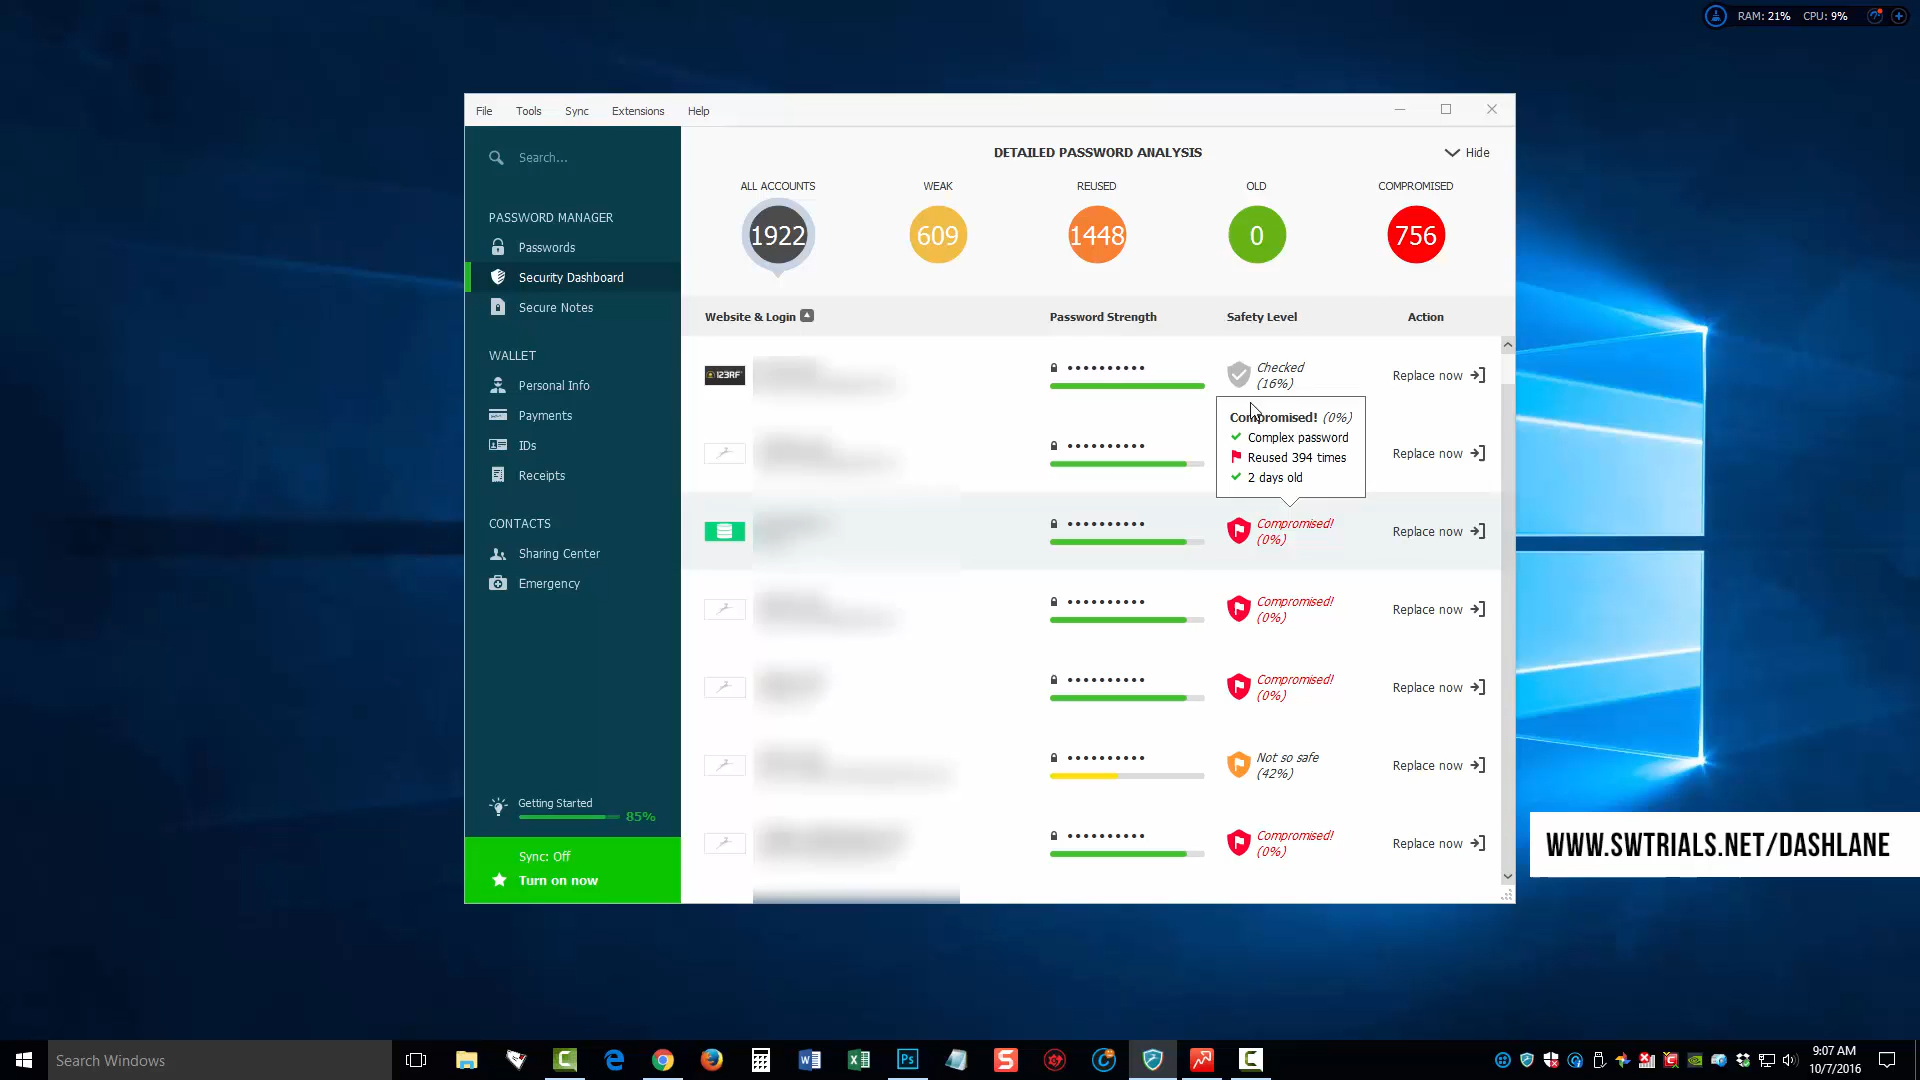 RAM: 21% CPU: 9%
File Tools Sync Extensions Help
Search...
PASSWORD MANAGER
Passwords
Security Dashboard
Secure Notes
WALLET
Personal Info
Payments
IDs
Receipts
CONTACTS
Sharing Center
Emergency
Getting Started
85%
Sync: Off
Turn on now
DETAILED PASSWORD ANALYSIS
Hide
ALL ACCOUNTS WEAK REUSED OLD COMPROMISED
1922 609 1448 0 756
Website & Login Password Strength Safety Level Action
123RF
Checked
(16%)
Replace now
Compromised! (0%)
Complex password
Reused 394 times
2 days old
Replace now
Compromised!
(0%)
Replace now
Compromised!
(0%)
Replace now
Compromised!
(0%)
Replace now
Not so safe
(42%)
Replace now
Compromised!
(0%)
Replace now
WWW.SWTRIALS.NET/DASHLANE
Search Windows
9:07 AM
10/7/2016